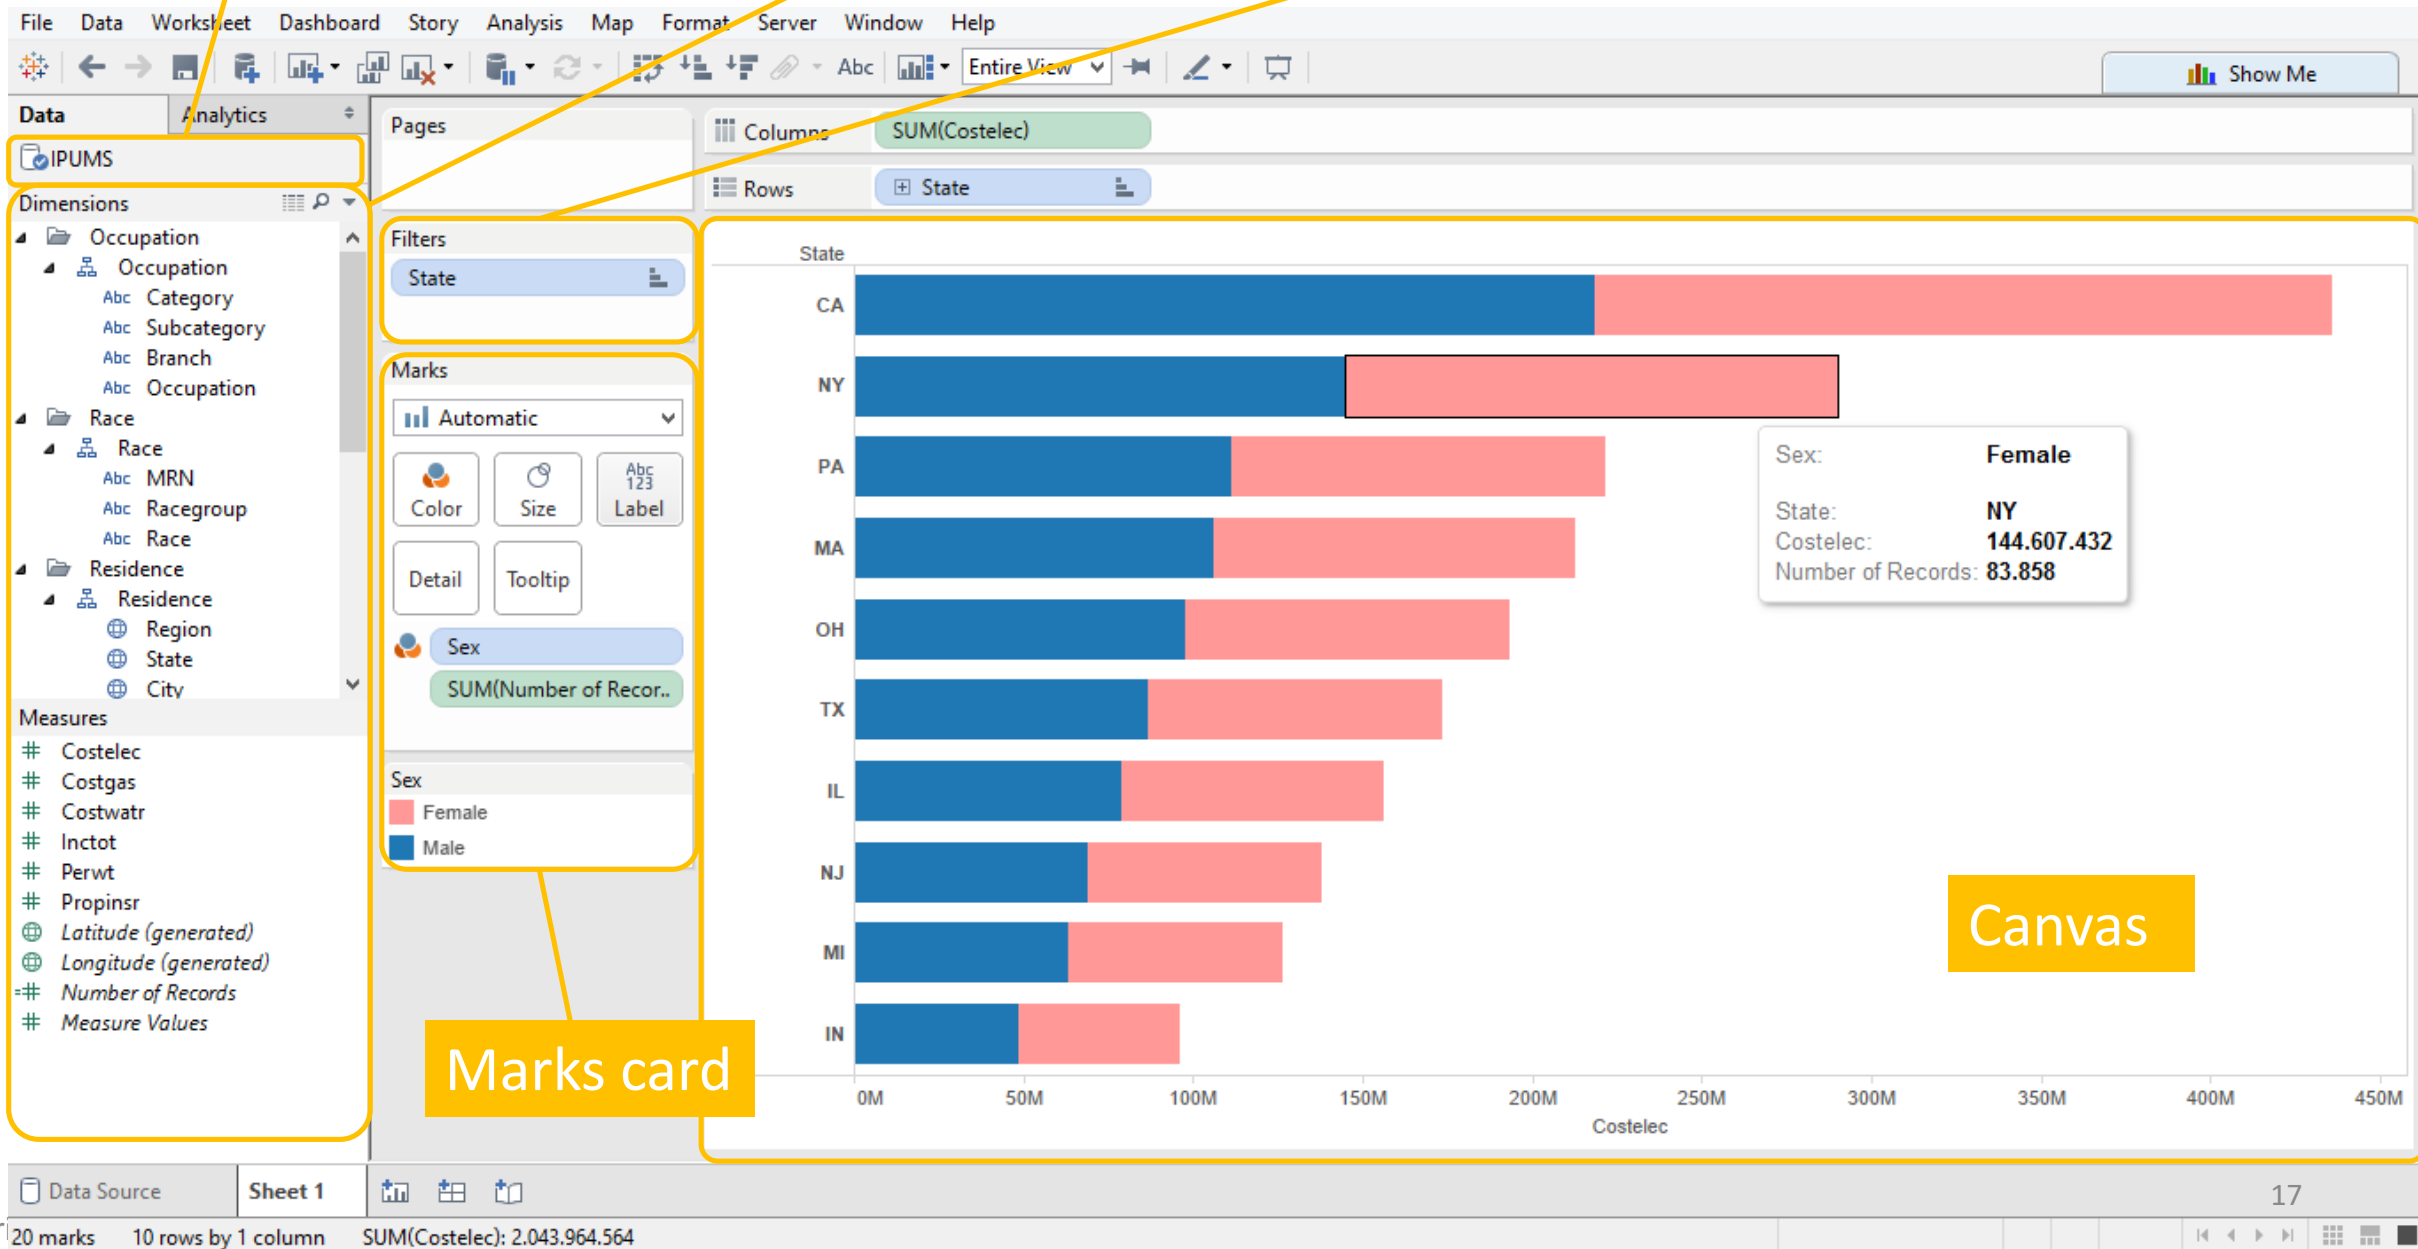 File Data Worksheet Dashboard Story Analysis Map Format Server Window Help
Abc Entire View Show Me
Data Analytics
IPUMS
Dimensions
Occupation
Occupation
Abc Category
Abc Subcategory
Abc Branch
Abc Occupation
Race
Race
Abc MRN
Abc Racegroup
Abc Race
Residence
Residence
Region
State
City
Measures
# Costelec
# Costgas
# Costwatr
# Inctot
# Perwt
# Propinsr
Latitude (generated)
Longitude (generated)
=# Number of Records
# Measure Values
Pages
Filters
State
Marks
Automatic
Color
Size
Abc 123 Label
Detail
Tooltip
Sex
SUM(Number of Recor..
Sex
Female
Male
Marks card
Columns SUM(Costelec)
Rows State
State
CA
NY
PA
MA
OH
TX
IL
NJ
MI
IN
Sex: Female
State: NY
Costelec: 144.607.432
Number of Records: 83.858
Canvas
0M 50M 100M 150M 200M 250M 300M 350M 400M 450M
Costelec
Data Source Sheet 1
17
20 marks 10 rows by 1 column SUM(Costelec): 2.043.964.564